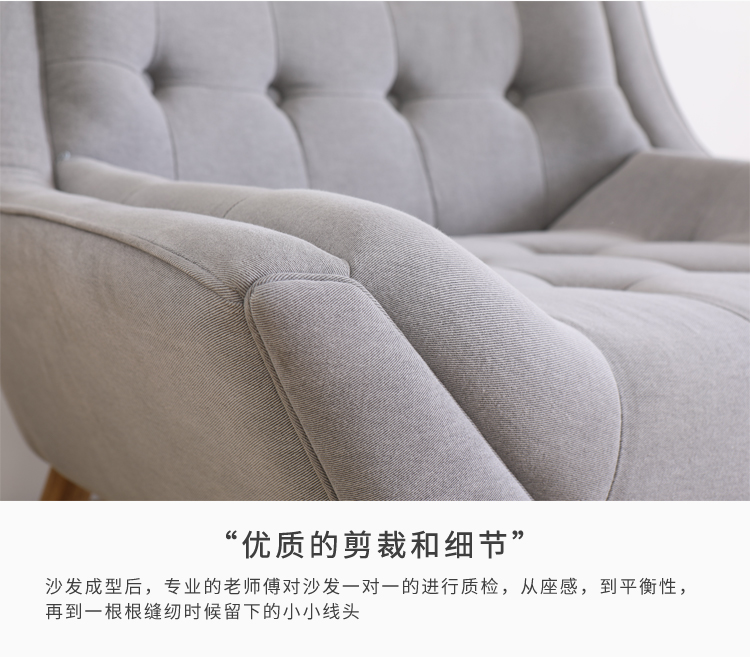 “优质的剪裁和细节”
沙发成型后，专业的老师傅对沙发一对一的进行质检，从座感，到平衡性，
再到一根根缝纫时候留下的小小线头